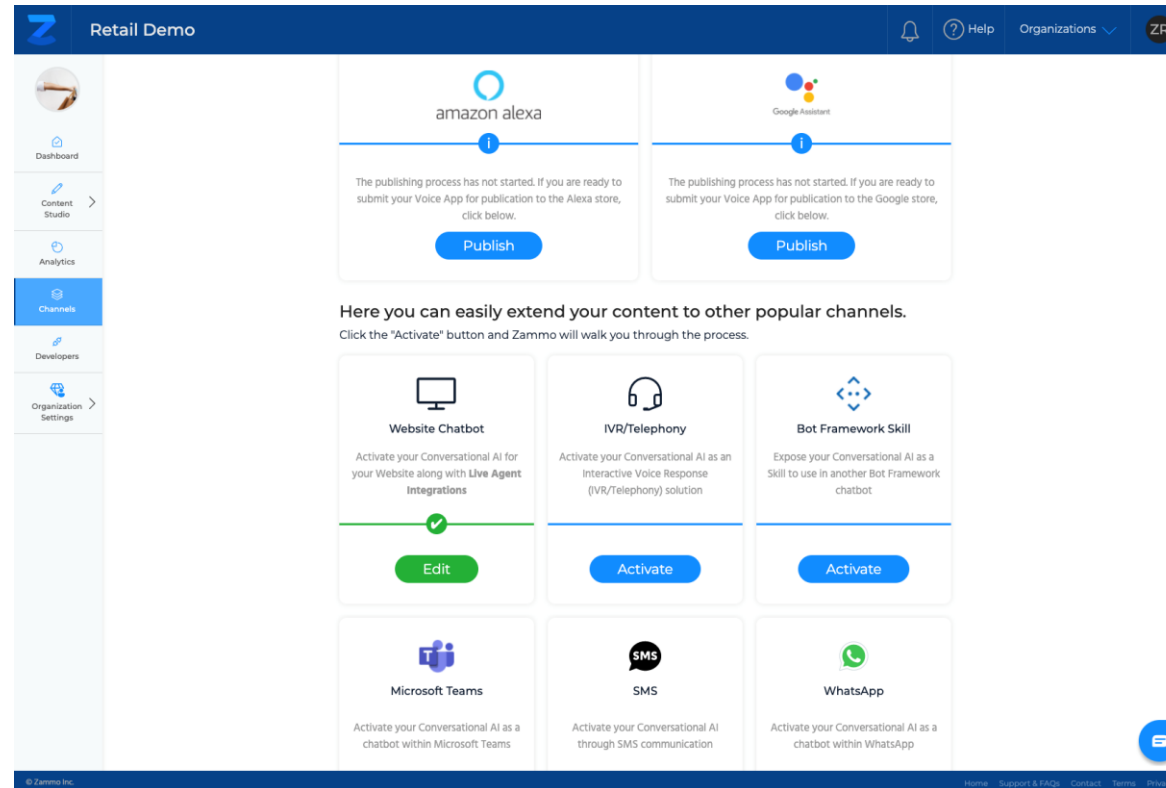 Retail Demo
Help
Organizations
ZR
Dashboard
Content
Studio
Analytics
Channels
Developers
Organization
Settings
amazon alexa
The publishing process has not started. If you are ready to
submit your Voice App for publication to the Alexa store,
click below.
Publish
Google Assistant
The publishing process has not started. If you are ready to
submit your Voice App for publication to the Google store,
click below.
Publish
Here you can easily extend your content to other popular channels.
Click the "Activate" button and Zammo will walk you through the process.
Website Chatbot
Activate your Conversational AI for
your Website along with Live Agent
Integrations
Edit
IVR/Telephony
Activate your Conversational AI as an
Interactive Voice Response
(IVR/Telephony) solution
Activate
Bot Framework Skill
Expose your Conversational AI as a
Skill to use in another Bot Framework
chatbot
Activate
Microsoft Teams
Activate your Conversational AI as a
chatbot within Microsoft Teams
SMS
SMS
Activate your Conversational AI
through SMS communication
WhatsApp
Activate your Conversational AI as a
chatbot within WhatsApp
© Zammo Inc.
Home Support & FAQs Contact Terms